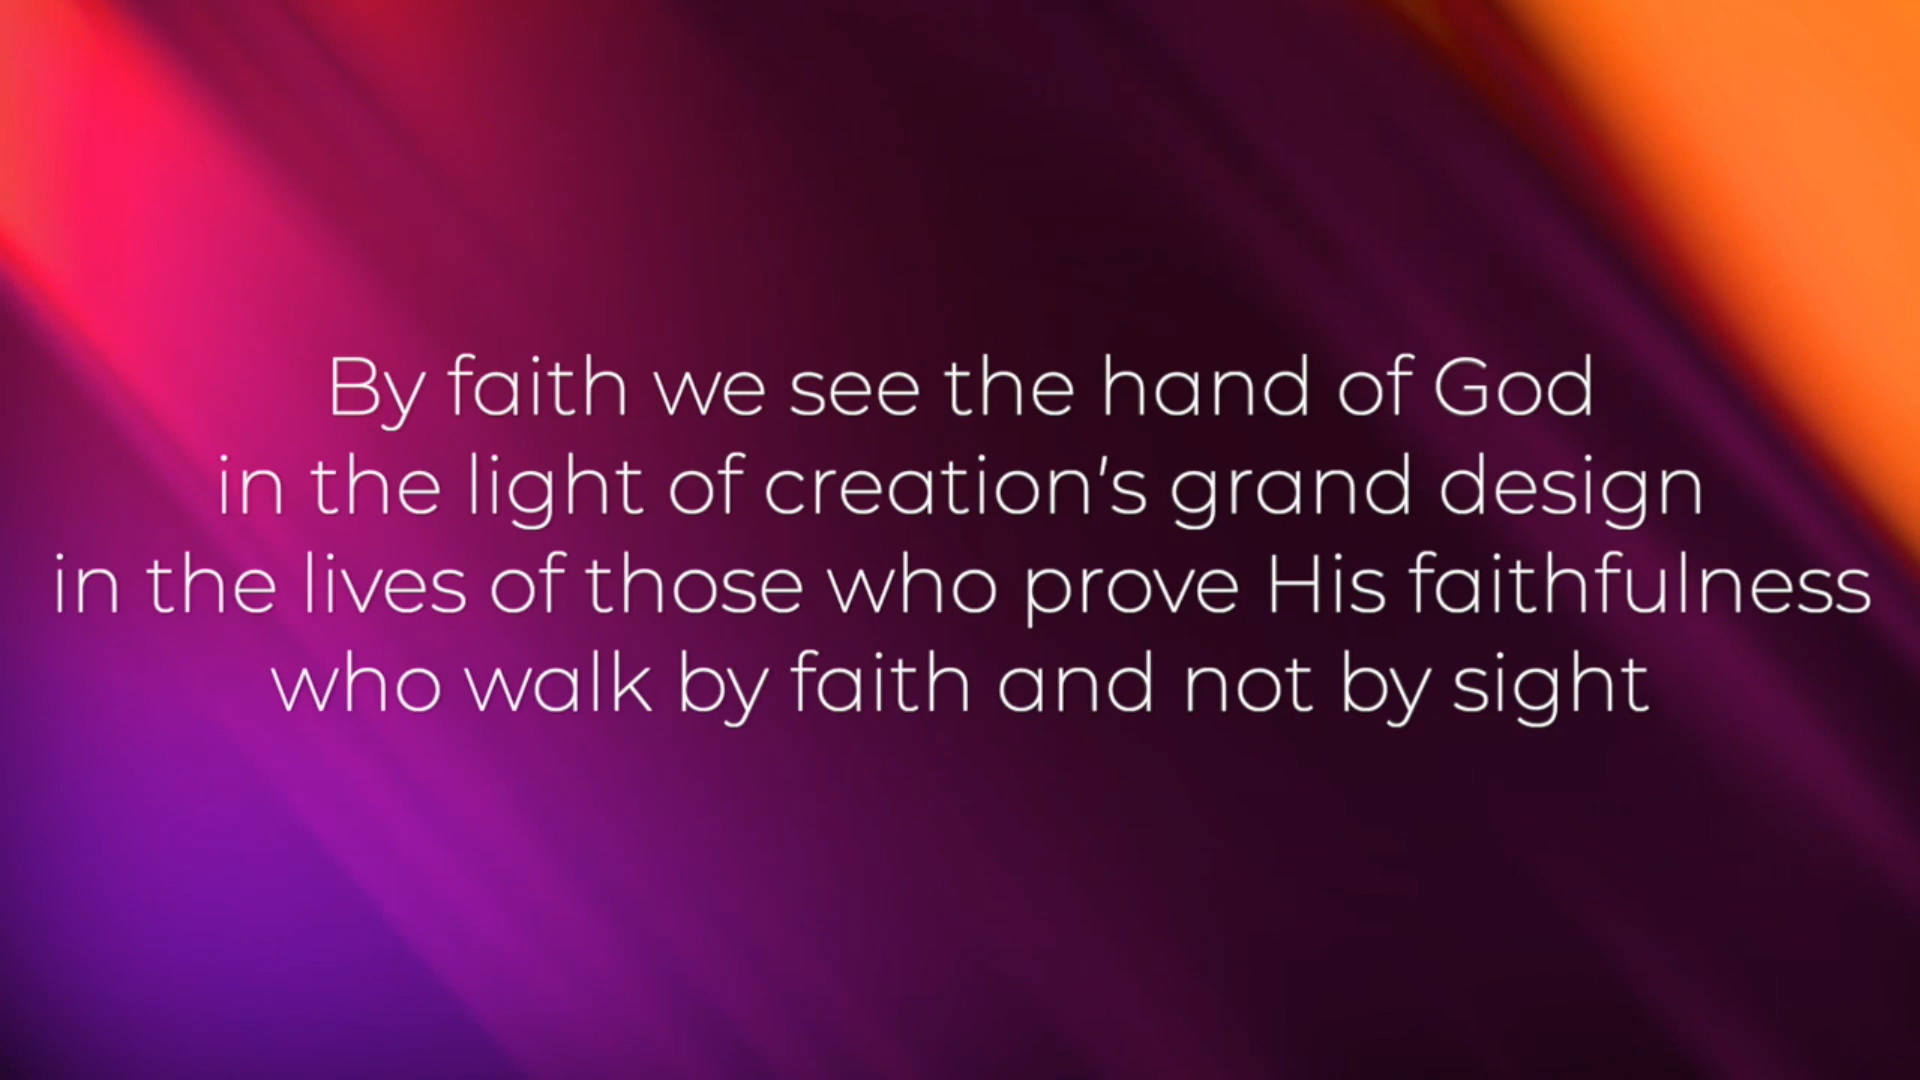 By faith we see the hand of God
in the light of creation’s grand design
in the lives of those who prove His faithfulness
who walk by faith and not by sight